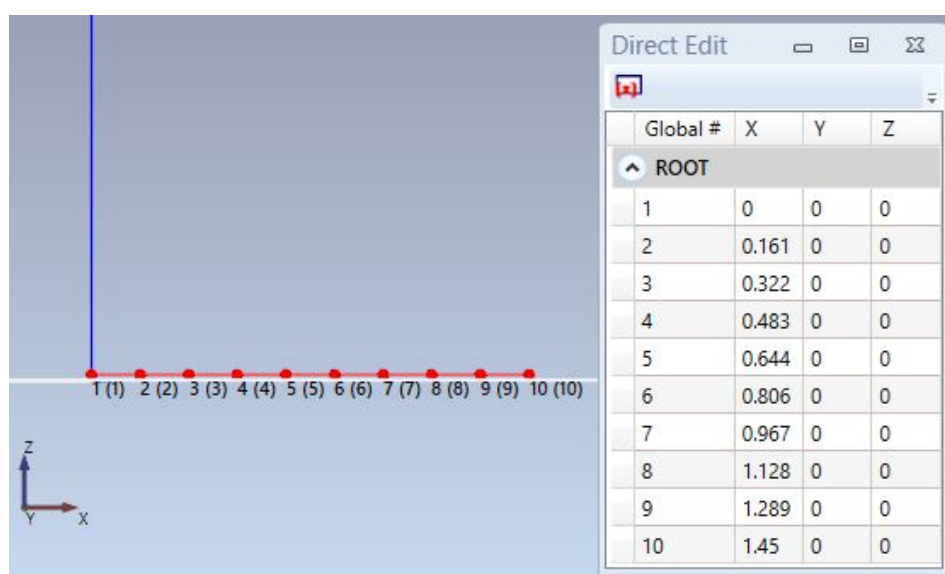 Direct Edit
(x)
Global # X Y Z
ROOT
1 0 0 0
2 0.161 0 0
3 0.322 0 0
4 0.483 0 0
5 0.644 0 0
6 0.806 0 0
7 0.967 0 0
8 1.128 0 0
9 1.289 0 0
10 1.45 0 0
1 (1) 2 (2) 3 (3) 4 (4) 5 (5) 6 (6) 7 (7) 8 (8) 9 (9) 10 (10)
Z
Y X